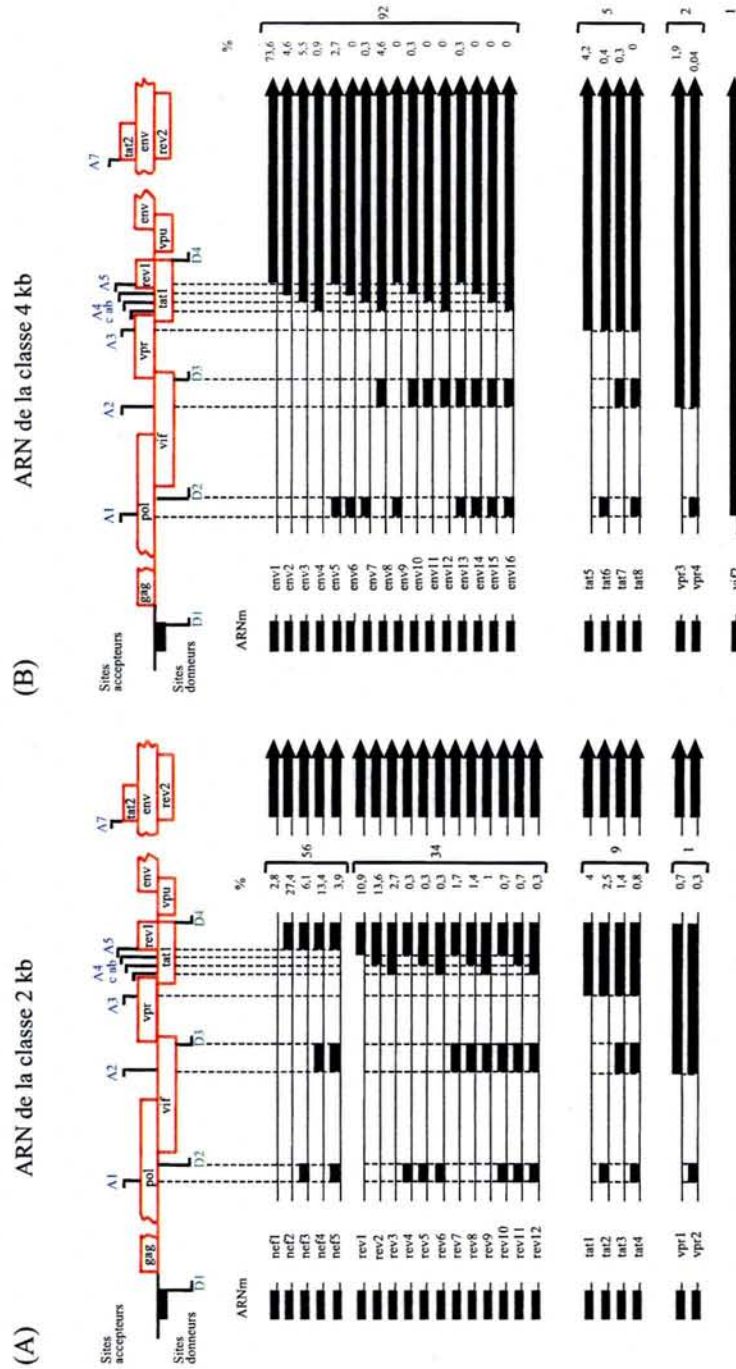 (A)
ARN de la classe 2 kb
Sites accepteurs
A1 A2 A3 A4 c ab A5 A7
gag pol vif vpr tat1 rev1 vpu env tat2 env rev2
Sites donneurs
D1 D2 D3 D4
ARNm %
nef1 2,8
nef2 27,4
nef3 6,1
nef4 13,4
nef5 3,9
56
rev1 10,9
rev2 13,6
rev3 2,7
rev4 0,3
rev5 0,3
rev6 0,3
rev7 1,7
rev8 1,4
rev9 1
rev10 0,7
rev11 0,7
rev12 0,3
34
tat1 4
tat2 2,5
tat3 1,4
tat4 0,8
9
vpr1 0,7
vpr2 0,3
1
(B)
ARN de la classe 4 kb
Sites accepteurs
A1 A2 A3 A4 c ab A5 A7
gag pol vif vpr tat1 rev1 vpu env tat2 env rev2
Sites donneurs
D1 D2 D3 D4
ARNm %
env1 73,6
env2 4,6
env3 5,5
env4 0,9
env5 2,7
env6 0
env7 0,3
env8 4,6
env9 0
env10 0,3
env11 0
env12 0
env13 0,3
env14 0
env15 0
env16 0
92
tat5 4,2
tat6 0,4
tat7 0,3
tat8 0
5
vpr3 1,9
vpr4 0,04
2
vif2 1